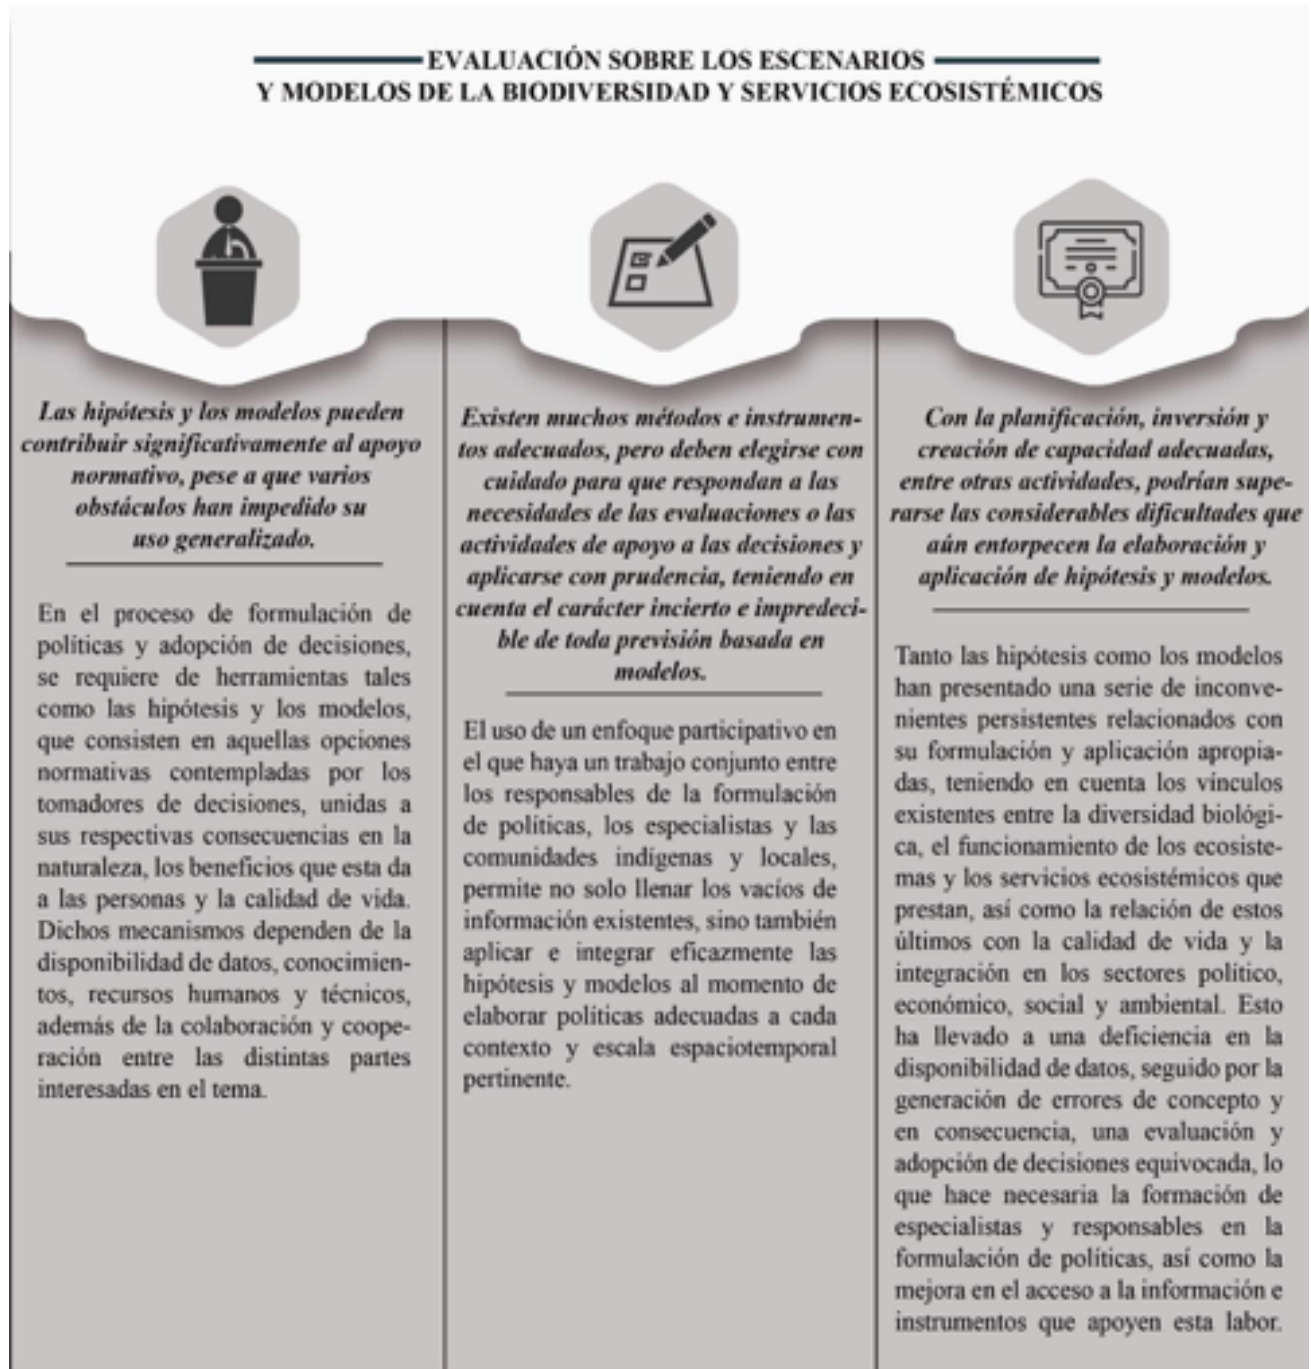 EVALUACIÓN SOBRE LOS ESCENARIOS
Y MODELOS DE LA BIODIVERSIDAD Y SERVICIOS ECOSISTÉMICOS
Las hipótesis y los modelos pueden
contribuir significativamente al apoyo
normativo, pese a que varios
obstáculos han impedido su
uso generalizado.
En el proceso de formulación de
políticas y adopción de decisiones,
se requiere de herramientas tales
como las hipótesis y los modelos,
que consisten en aquellas opciones
normativas contempladas por los
tomadores de decisiones, unidas a
sus respectivas consecuencias en la
naturaleza, los beneficios que esta da
a las personas y la calidad de vida.
Dichos mecanismos dependen de la
disponibilidad de datos, conocimien-
tos, recursos humanos y técnicos,
además de la colaboración y coope-
ración entre las distintas partes
interesadas en el tema.
Existen muchos métodos e instrumen-
tos adecuados, pero deben elegirse con
cuidado para que respondan a las
necesidades de las evaluaciones o las
actividades de apoyo a las decisiones y
aplicarse con prudencia, teniendo en
cuenta el carácter incierto e impredeci-
ble de toda previsión basada en
modelos.
El uso de un enfoque participativo en
el que haya un trabajo conjunto entre
los responsables de la formulación
de políticas, los especialistas y las
comunidades indígenas y locales,
permite no solo llenar los vacíos de
información existentes, sino también
aplicar e integrar eficazmente las
hipótesis y modelos al momento de
elaborar políticas adecuadas a cada
contexto y escala espaciotemporal
pertinente.
Con la planificación, inversión y
creación de capacidad adecuadas,
entre otras actividades, podrían supe-
rarse las considerables dificultades que
aún entorpecen la elaboración y
aplicación de hipótesis y modelos.
Tanto las hipótesis como los modelos
han presentado una serie de inconve-
nientes persistentes relacionados con
su formulación y aplicación apropia-
das, teniendo en cuenta los vínculos
existentes entre la diversidad biológi-
ca, el funcionamiento de los ecosiste-
mas y los servicios ecosistémicos que
prestan, así como la relación de estos
últimos con la calidad de vida y la
integración en los sectores político,
económico, social y ambiental. Esto
ha llevado a una deficiencia en la
disponibilidad de datos, seguido por la
generación de errores de concepto y
en consecuencia, una evaluación y
adopción de decisiones equivocada, lo
que hace necesaria la formación de
especialistas y responsables en la
formulación de políticas, así como la
mejora en el acceso a la información e
instrumentos que apoyen esta labor.